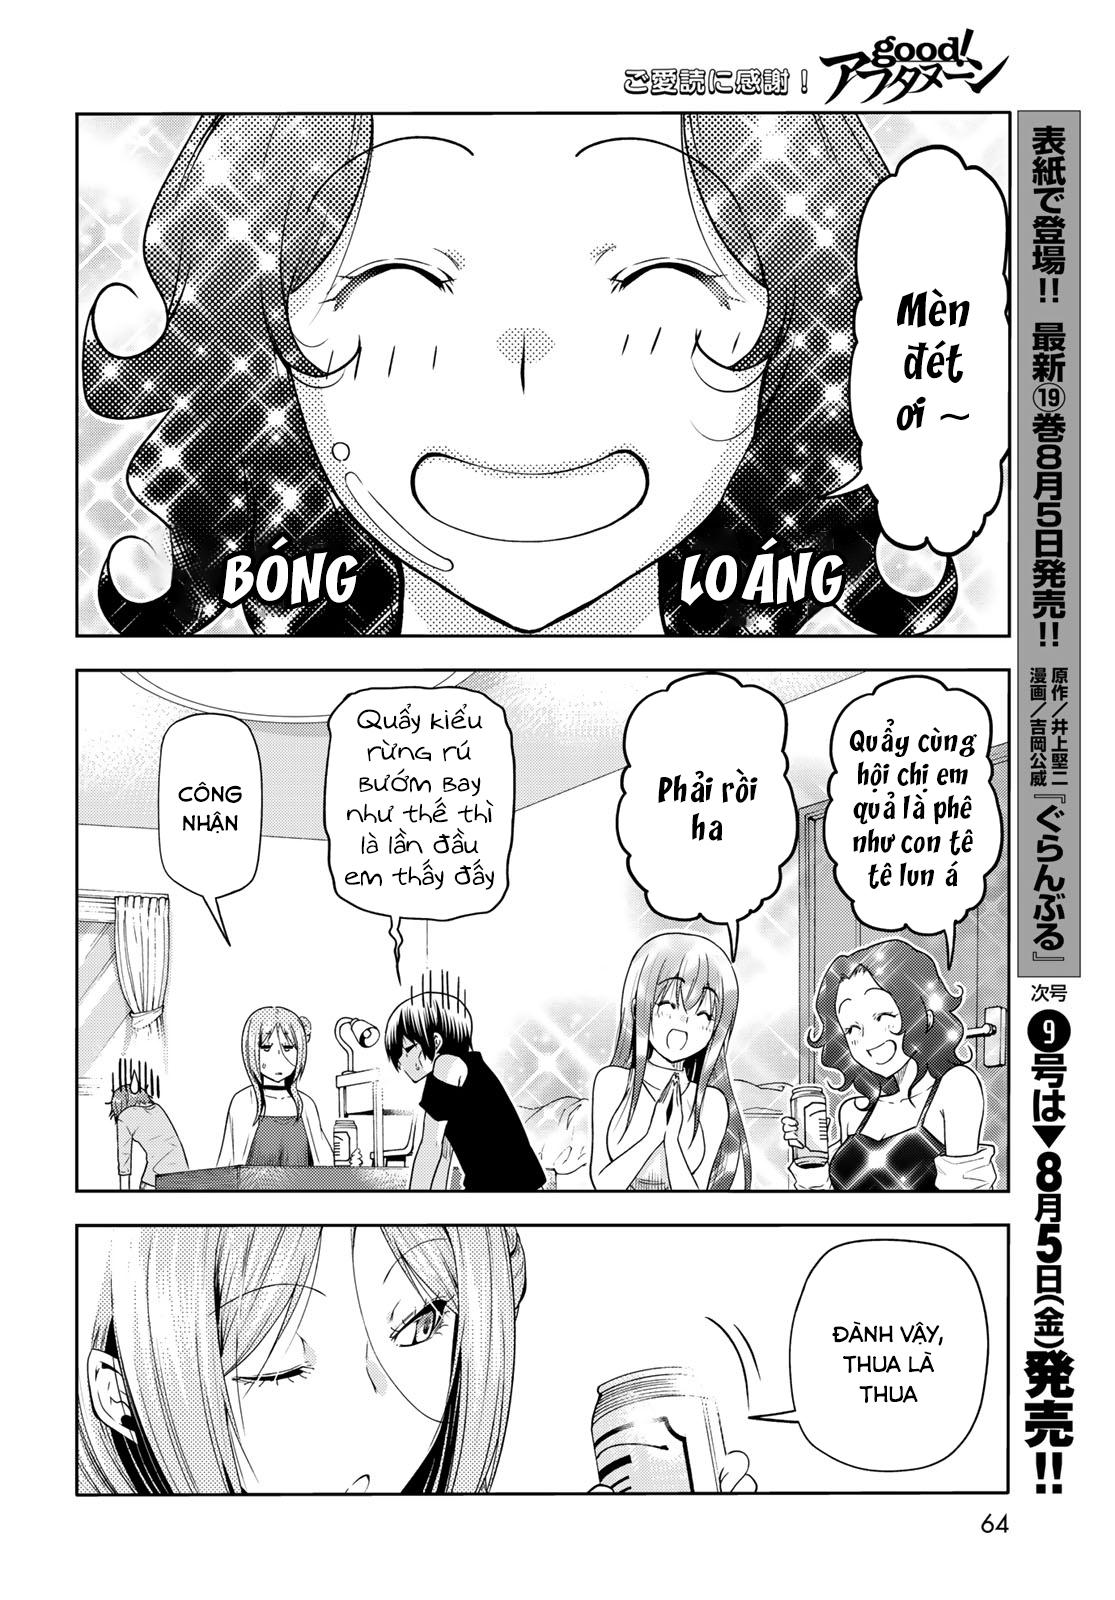 ご愛読に感謝！
good!
アフタヌーン
表紙で登場!! 最新⑲巻8月5日発売!!
原作／井上堅二
漫画／吉岡公威
『ぐらんぶる』
次号
9号は▼8月5日(金)発売!!
Mèn
đét
ơi ~
BÓNG
LOÁNG
Quẩy cùng
hội chị em
quả là phê
như con tê
tê lun á
Phải rồi
ha
Quẩy kiểu
rừng rú
bướm bay
như thế thì
là lần đầu
em thấy đấy
CÔNG
NHẬN
ĐÀNH VẬY,
THUA LÀ
THUA
64